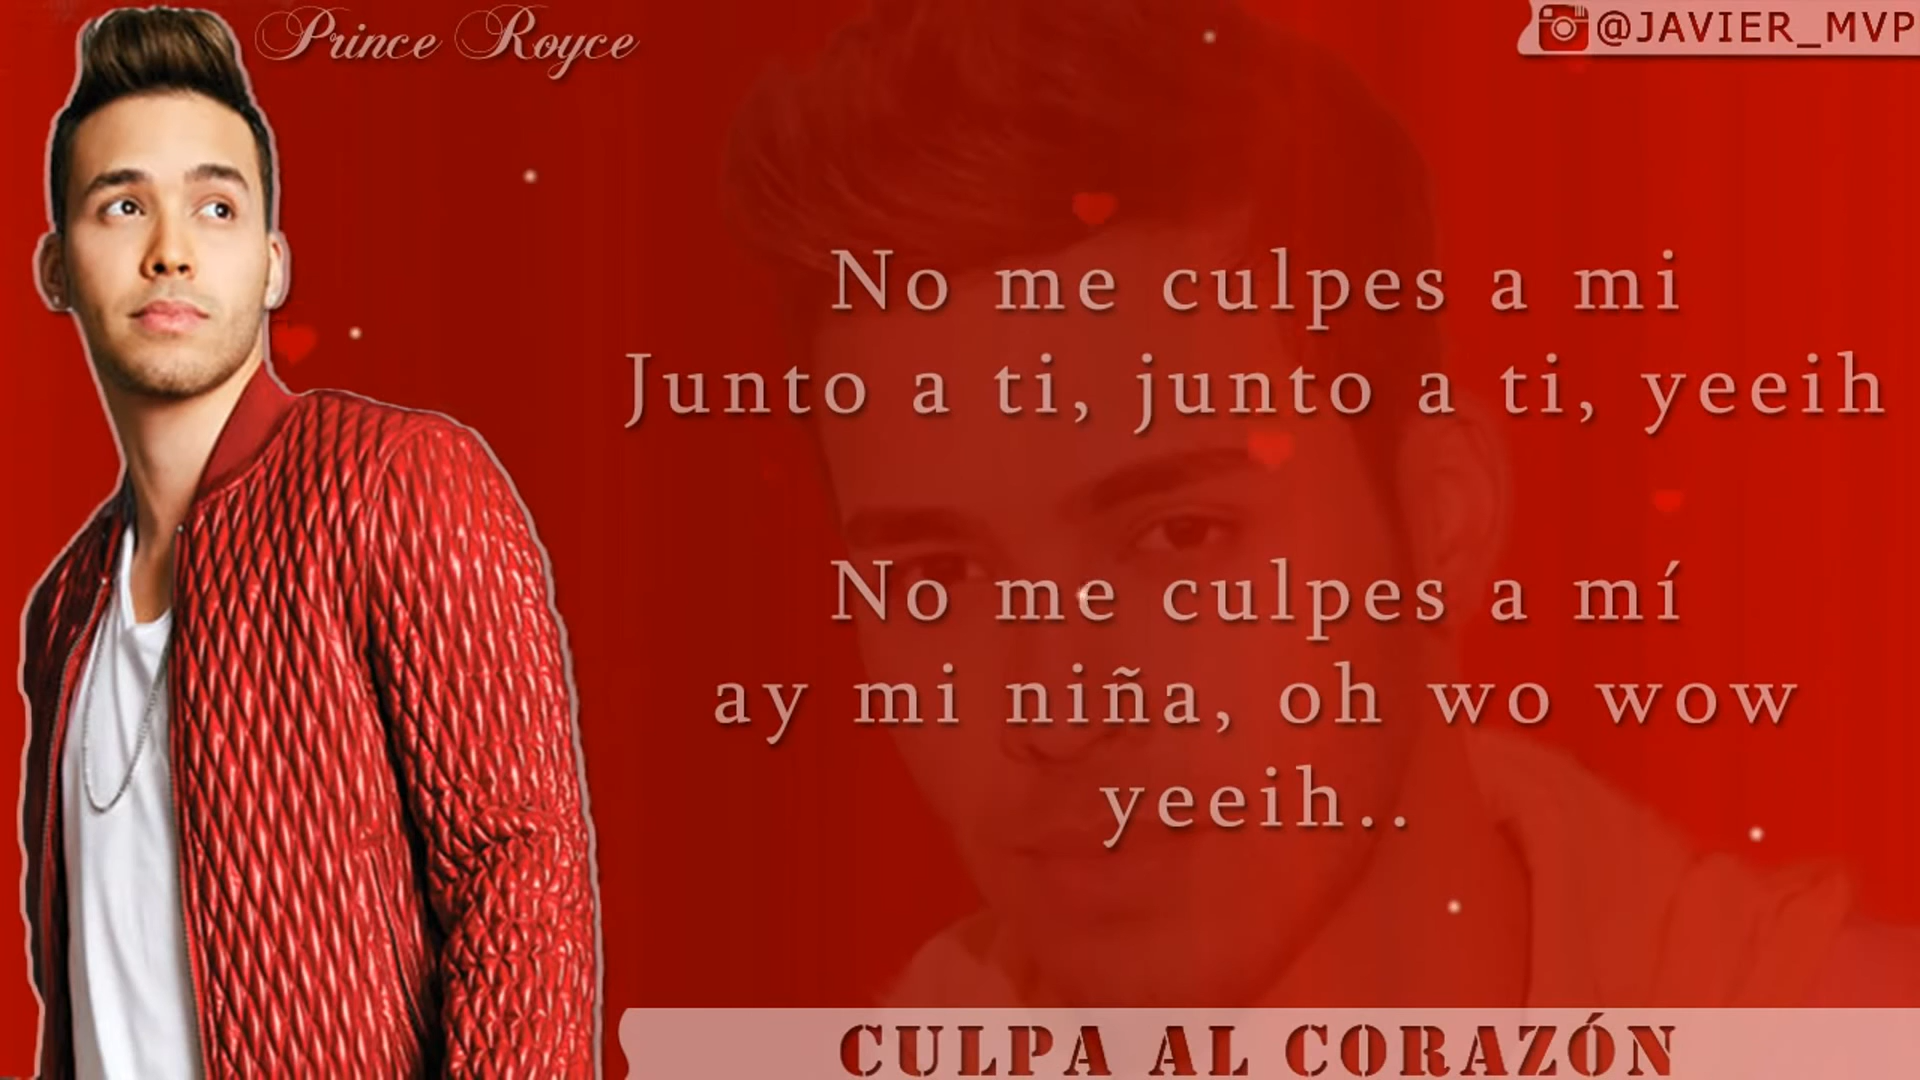 Prince Royce
@JAVIER_MVP
No me culpes a mi
Junto a ti, junto a ti, yeeih
No me culpes a mí
ay mi niña, oh wo wow
yeeih..
CULPA AL CORAZÓN